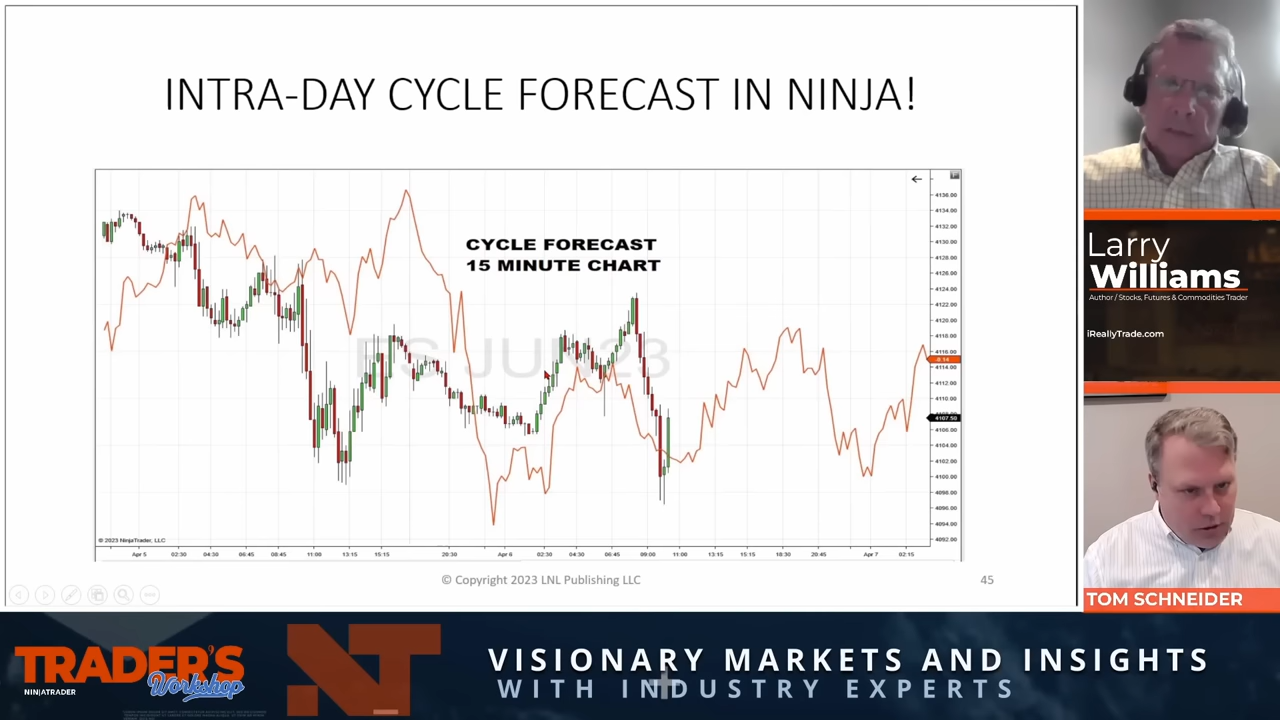 INTRA-DAY CYCLE FORECAST IN NINJA!
CYCLE FORECAST
15 MINUTE CHART
ES JUN23
4136.00
4134.00
4132.00
4130.00
4128.00
4126.00
4124.00
4122.00
4120.00
4118.00
4116.00
-0.14
4114.00
4112.00
4110.00
4107.50
4106.00
4104.00
4102.00
4100.00
4098.00
4096.00
4094.00
4092.00
© 2023 NinjaTrader, LLC
Apr 5 02:30 04:30 06:45 08:45 11:00 13:15 15:15 20:30 Apr 6 02:30 04:30 06:45 09:00 11:00 13:15 15:15 18:30 20:45 Apr 7 02:15
© Copyright 2023 LNL Publishing LLC
45
Larry
Williams
Author / Stocks, Futures & Commodities Trader
iReallyTrade.com
TOM SCHNEIDER
TRADER'S
Workshop
NINJATRADER
NT
VISIONARY MARKETS AND INSIGHTS
WITH INDUSTRY EXPERTS